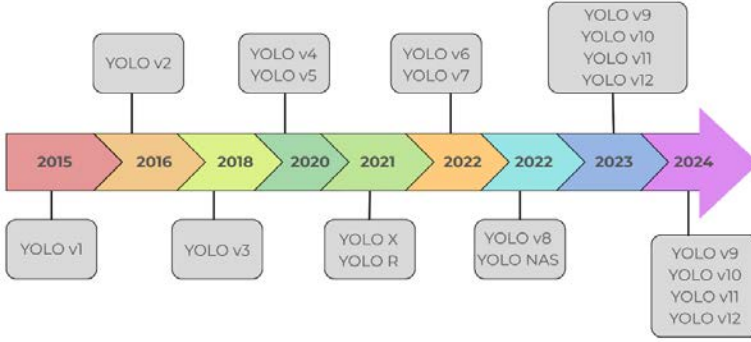 YOLO v2
YOLO v4
YOLO v5
YOLO v6
YOLO v7
YOLO v9
YOLO v10
YOLO v11
YOLO v12
2015
2016
2018
2020
2021
2022
2022
2023
2024
YOLO v1
YOLO v3
YOLO X
YOLO R
YOLO v8
YOLO NAS
YOLO v9
YOLO v10
YOLO v11
YOLO v12